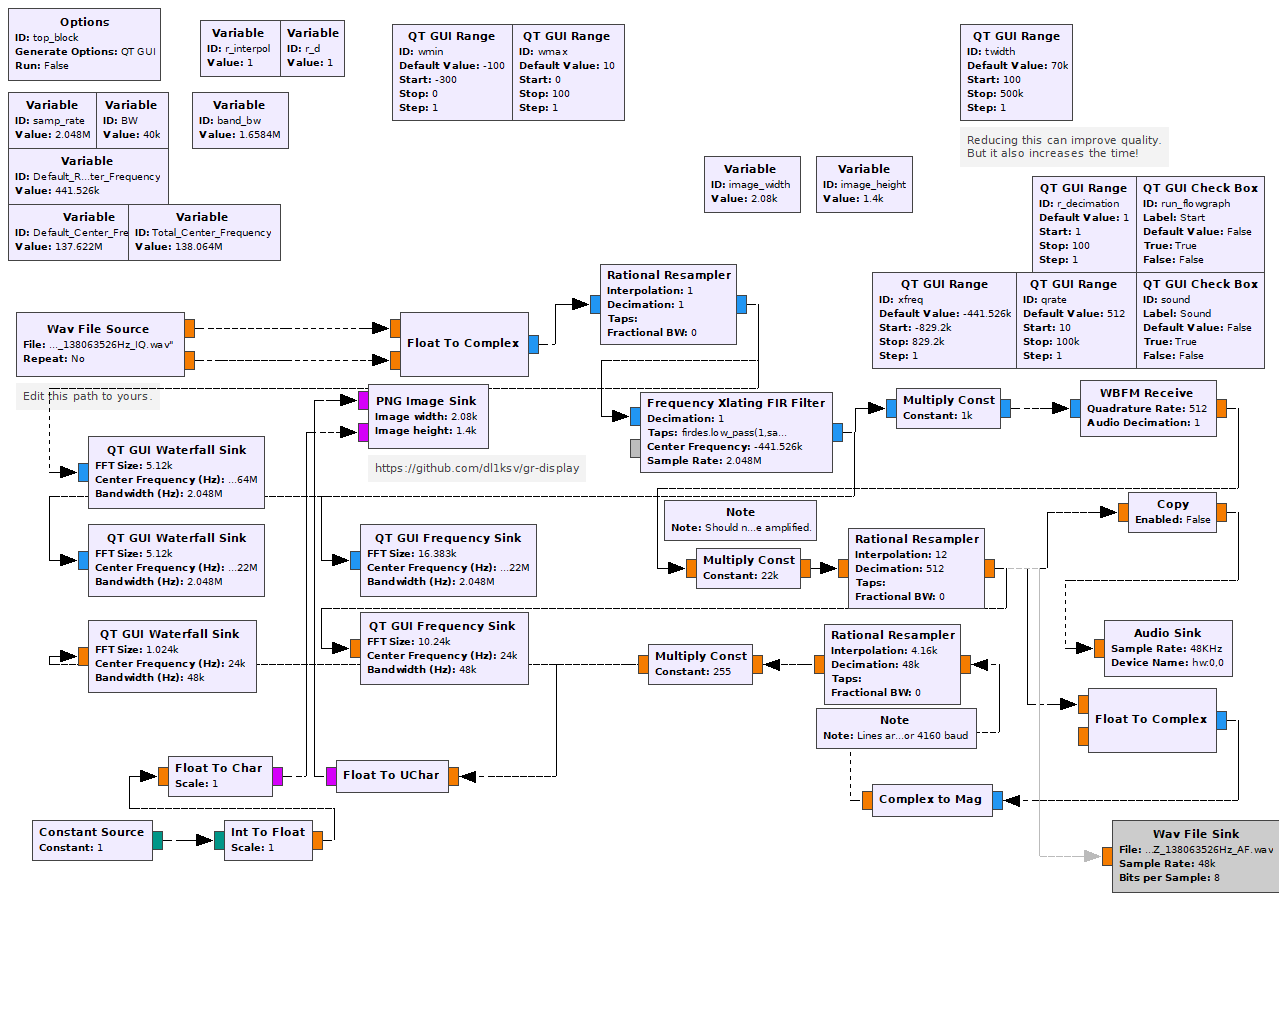 Options
ID: top_block
Generate Options: QT GUI
Run: False
Variable
ID: r_interpol
Value: 1
Variable
ID: r_d
Value: 1
QT GUI Range
ID: wmin
Default Value: -100
Start: -300
Stop: 0
Step: 1
QT GUI Range
ID: wmax
Default Value: 10
Start: 0
Stop: 100
Step: 1
QT GUI Range
ID: twidth
Default Value: 70k
Start: 100
Stop: 500k
Step: 1
Variable
ID: samp_rate
Value: 2.048M
Variable
ID: BW
Value: 40k
Variable
ID: band_bw
Value: 1.6584M
Reducing this can improve quality.
But it also increases the time!
Variable
ID: Default_R...ter_Frequency
Value: 441.526k
Variable
ID: image_width
Value: 2.08k
Variable
ID: image_height
Value: 1.4k
Variable
ID: Default_Center_Fre
Value: 137.622M
Variable
ID: Total_Center_Frequency
Value: 138.064M
QT GUI Range
ID: r_decimation
Default Value: 1
Start: 1
Stop: 100
Step: 1
QT GUI Check Box
ID: run_flowgraph
Label: Start
Default Value: False
True: True
False: False
QT GUI Range
ID: xfreq
Default Value: -441.526k
Start: -829.2k
Stop: 829.2k
Step: 1
QT GUI Range
ID: qrate
Default Value: 512
Start: 10
Stop: 100k
Step: 1
QT GUI Check Box
ID: sound
Label: Sound
Default Value: False
True: True
False: False
Rational Resampler
Interpolation: 1
Decimation: 1
Taps:
Fractional BW: 0
Wav File Source
File: ..._138063526Hz_IQ.wav"
Repeat: No
Float To Complex
Edit this path to yours.
PNG Image Sink
Image width: 2.08k
Image height: 1.4k
Frequency Xlating FIR Filter
Decimation: 1
Taps: firdes.low_pass(1,sa...
Center Frequency: -441.526k
Sample Rate: 2.048M
Multiply Const
Constant: 1k
WBFM Receive
Quadrature Rate: 512
Audio Decimation: 1
QT GUI Waterfall Sink
FFT Size: 5.12k
Center Frequency (Hz): ...64M
Bandwidth (Hz): 2.048M
https://github.com/dl1ksv/gr-display
Note
Note: Should n...e amplified.
Copy
Enabled: False
QT GUI Waterfall Sink
FFT Size: 5.12k
Center Frequency (Hz): ...22M
Bandwidth (Hz): 2.048M
QT GUI Frequency Sink
FFT Size: 16.383k
Center Frequency (Hz): ...22M
Bandwidth (Hz): 2.048M
Multiply Const
Constant: 22k
Rational Resampler
Interpolation: 12
Decimation: 512
Taps:
Fractional BW: 0
QT GUI Waterfall Sink
FFT Size: 1.024k
Center Frequency (Hz): 24k
Bandwidth (Hz): 48k
QT GUI Frequency Sink
FFT Size: 10.24k
Center Frequency (Hz): 24k
Bandwidth (Hz): 48k
Multiply Const
Constant: 255
Rational Resampler
Interpolation: 4.16k
Decimation: 48k
Taps:
Fractional BW: 0
Audio Sink
Sample Rate: 48KHz
Device Name: hw:0,0
Note
Note: Lines ar...or 4160 baud
Float To Complex
Float To Char
Scale: 1
Float To UChar
Complex to Mag
Constant Source
Constant: 1
Int To Float
Scale: 1
Wav File Sink
File: ...Z_138063526Hz_AF.wav
Sample Rate: 48k
Bits per Sample: 8